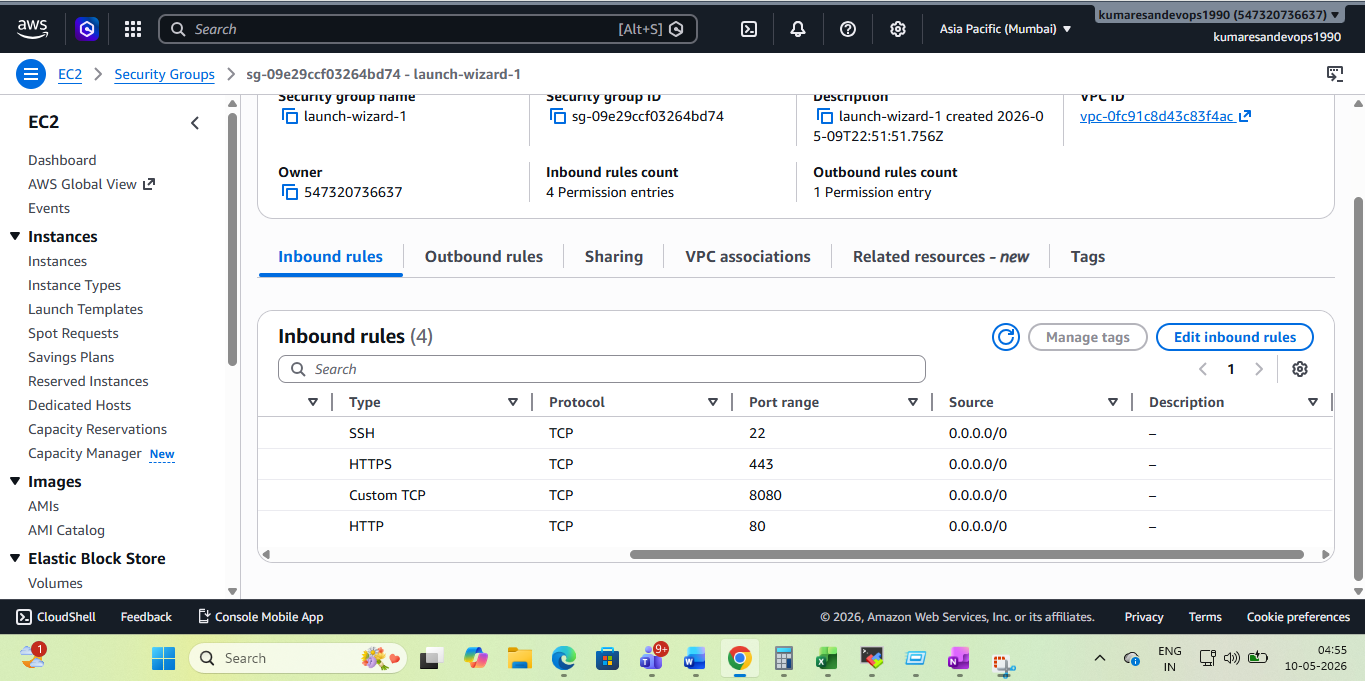 aws
Search [Alt+S]
Asia Pacific (Mumbai)
kumaresandevops1990 (547320736637)
kumaresandevops1990
EC2 > Security Groups > sg-09e29ccf03264bd74 - launch-wizard-1
EC2
Dashboard
AWS Global View
Events
Instances
Instances
Instance Types
Launch Templates
Spot Requests
Savings Plans
Reserved Instances
Dedicated Hosts
Capacity Reservations
Capacity Manager New
Images
AMIs
AMI Catalog
Elastic Block Store
Volumes
Security group name
launch-wizard-1
Security group ID
sg-09e29ccf03264bd74
Description
launch-wizard-1 created 2026-0
5-09T22:51:51.756Z
VPC ID
vpc-0fc91c8d43c83f4ac
Owner
547320736637
Inbound rules count
4 Permission entries
Outbound rules count
1 Permission entry
Inbound rules Outbound rules Sharing VPC associations Related resources - new Tags
Inbound rules (4)
Manage tags Edit inbound rules
Search
1
Type Protocol Port range Source Description
SSH TCP 22 0.0.0.0/0 –
HTTPS TCP 443 0.0.0.0/0 –
Custom TCP TCP 8080 0.0.0.0/0 –
HTTP TCP 80 0.0.0.0/0 –
CloudShell Feedback Console Mobile App © 2026, Amazon Web Services, Inc. or its affiliates. Privacy Terms Cookie preferences
1
Search
9+
ENG
IN
04:55
10-05-2026